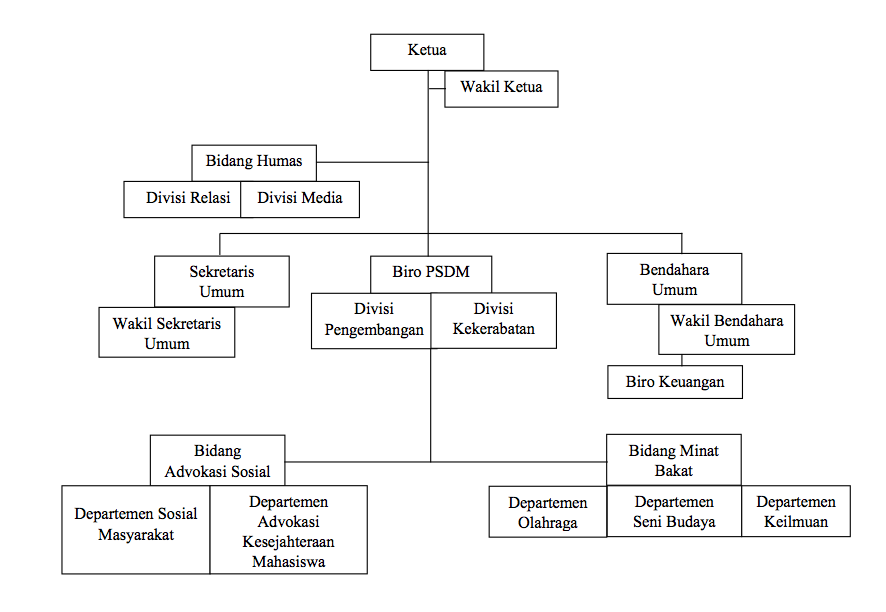 Ketua
Wakil Ketua
Bidang Humas
Divisi Relasi
Divisi Media
Sekretaris
Umum
Wakil Sekretaris
Umum
Biro PSDM
Divisi
Pengembangan
Divisi
Kekerabatan
Bendahara
Umum
Wakil Bendahara
Umum
Biro Keuangan
Bidang
Advokasi Sosial
Departemen Sosial
Masyarakat
Departemen
Advokasi
Kesejahteraan
Mahasiswa
Bidang Minat
Bakat
Departemen
Olahraga
Departemen
Seni Budaya
Departemen
Keilmuan